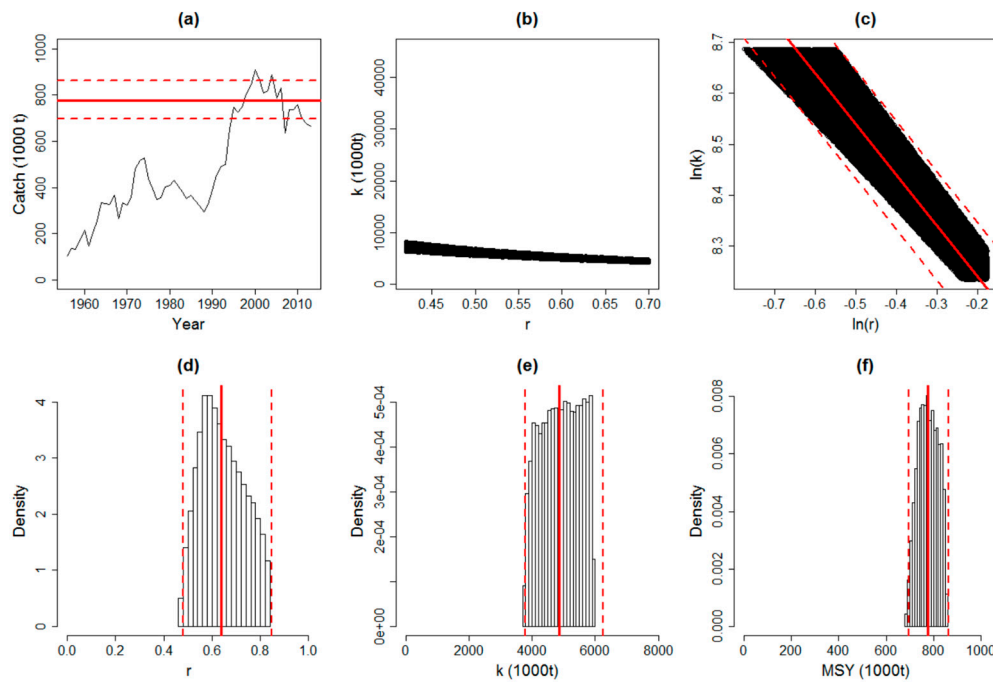 (a)
Catch (1000 t)
0 200 400 600 800 1000
1960 1970 1980 1990 2000 2010
Year
(b)
k (1000t)
0 10000 20000 30000 40000
0.45 0.50 0.55 0.60 0.65 0.70
r
(c)
ln(k)
8.3 8.4 8.5 8.6 8.7
-0.7 -0.6 -0.5 -0.4 -0.3 -0.2
ln(r)
(d)
Density
0 1 2 3 4
0.0 0.2 0.4 0.6 0.8 1.0
r
(e)
Density
0e+00 2e-04 3e-04 4e-04 5e-04
0 2000 4000 6000 8000
k (1000t)
(f)
Density
0.000 0.002 0.004 0.006 0.008
0 200 400 600 800 1000
MSY (1000t)